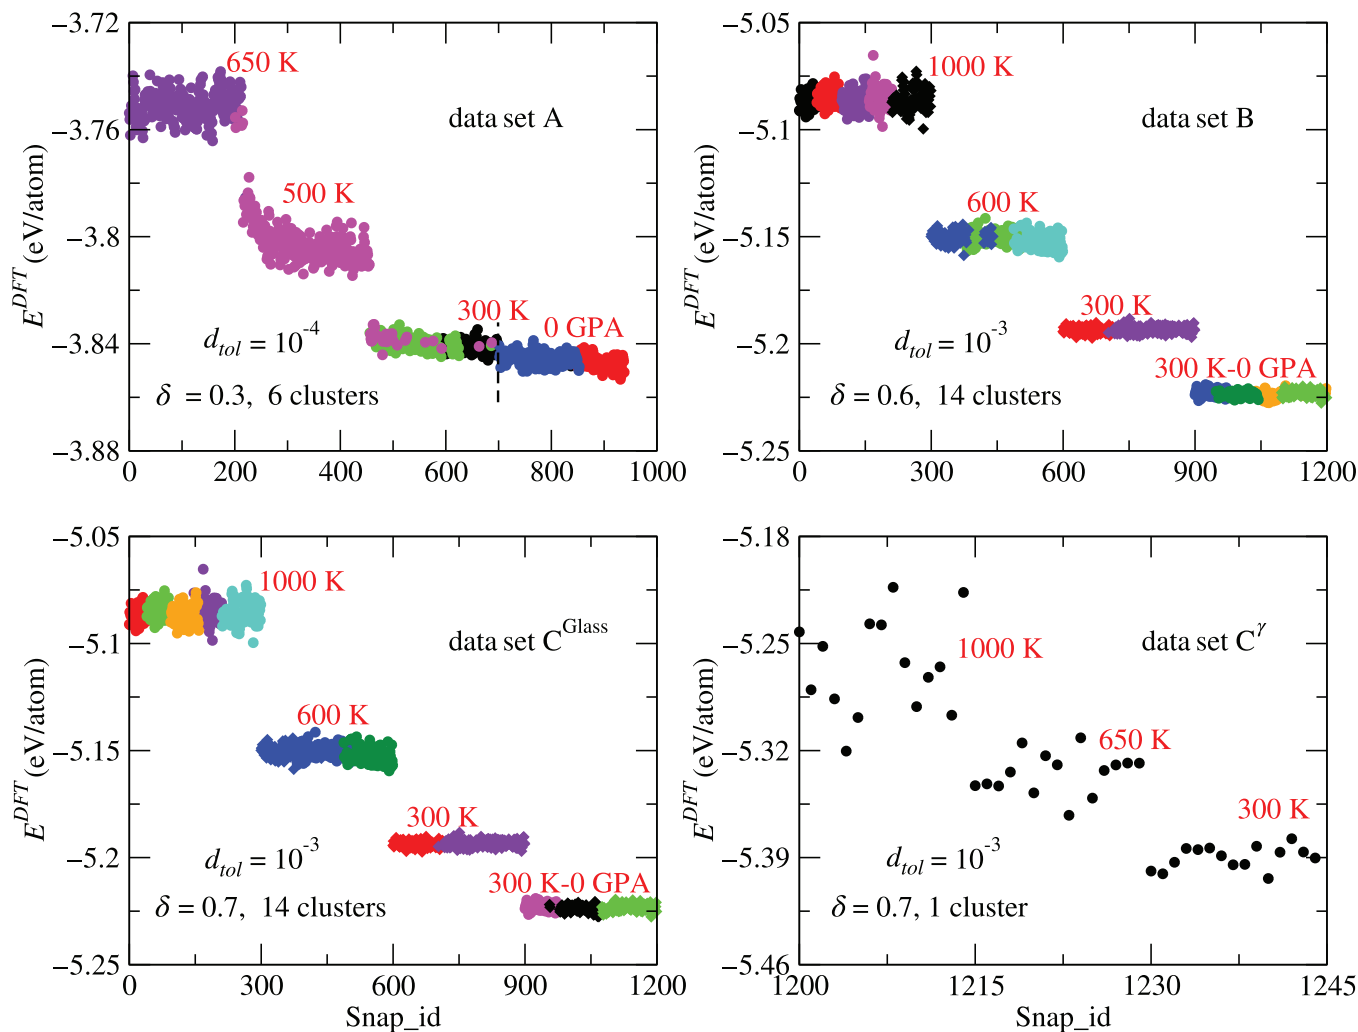 −3.72
−3.76
−3.8
−3.84
−3.88
E^DFT (eV/atom)
650 K
data set A
500 K
300 K
0 GPA
d_tol = 10^-4
δ = 0.3, 6 clusters
0 200 400 600 800 1000
−5.05
−5.1
−5.15
−5.2
−5.25
E^DFT (eV/atom)
1000 K
data set B
600 K
300 K
d_tol = 10^-3
300 K-0 GPA
δ = 0.6, 14 clusters
0 300 600 900 1200
−5.05
−5.1
−5.15
−5.2
−5.25
E^DFT (eV/atom)
1000 K
data set C^Glass
600 K
300 K
d_tol = 10^-3
300 K-0 GPA
δ = 0.7, 14 clusters
0 300 600 900 1200
Snap_id
−5.18
−5.25
−5.32
−5.39
−5.46
E^DFT (eV/atom)
1000 K
data set C^γ
650 K
300 K
d_tol = 10^-3
δ = 0.7, 1 cluster
1200 1215 1230 1245
Snap_id